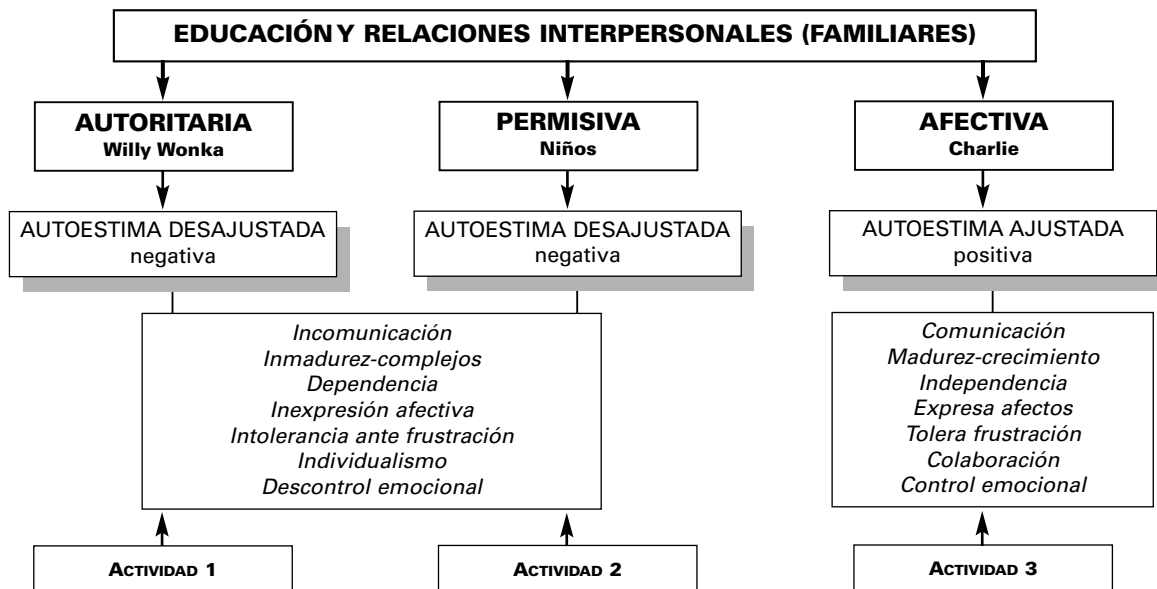 EDUCACIÓN Y RELACIONES INTERPERSONALES (FAMILIARES)
AUTORITARIA
Willy Wonka
PERMISIVA
Niños
AFECTIVA
Charlie
AUTOESTIMA DESAJUSTADA
negativa
AUTOESTIMA DESAJUSTADA
negativa
AUTOESTIMA AJUSTADA
positiva
Incomunicación
Inmadurez-complejos
Dependencia
Inexpresión afectiva
Intolerancia ante frustración
Individualismo
Descontrol emocional
Comunicación
Madurez-crecimiento
Independencia
Expresa afectos
Tolera frustración
Colaboración
Control emocional
ACTIVIDAD 1
ACTIVIDAD 2
ACTIVIDAD 3